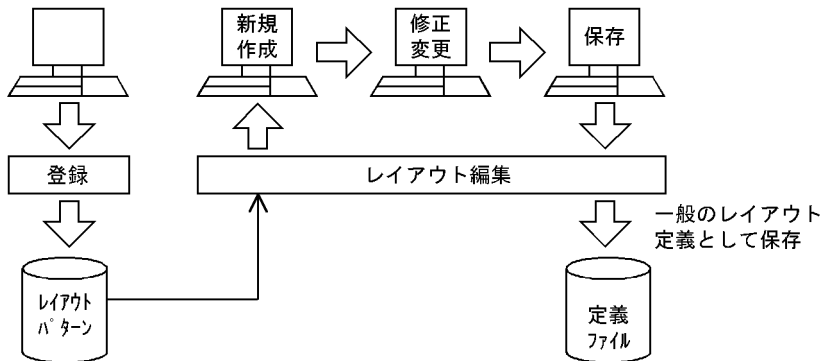 新規
作成
修正
変更
保存
登録
レイアウト編集
一般のレイアウト
定義として保存
ﾚｲｱｳﾄ
ﾊﾟﾀｰﾝ
定義
ﾌｧｲﾙ